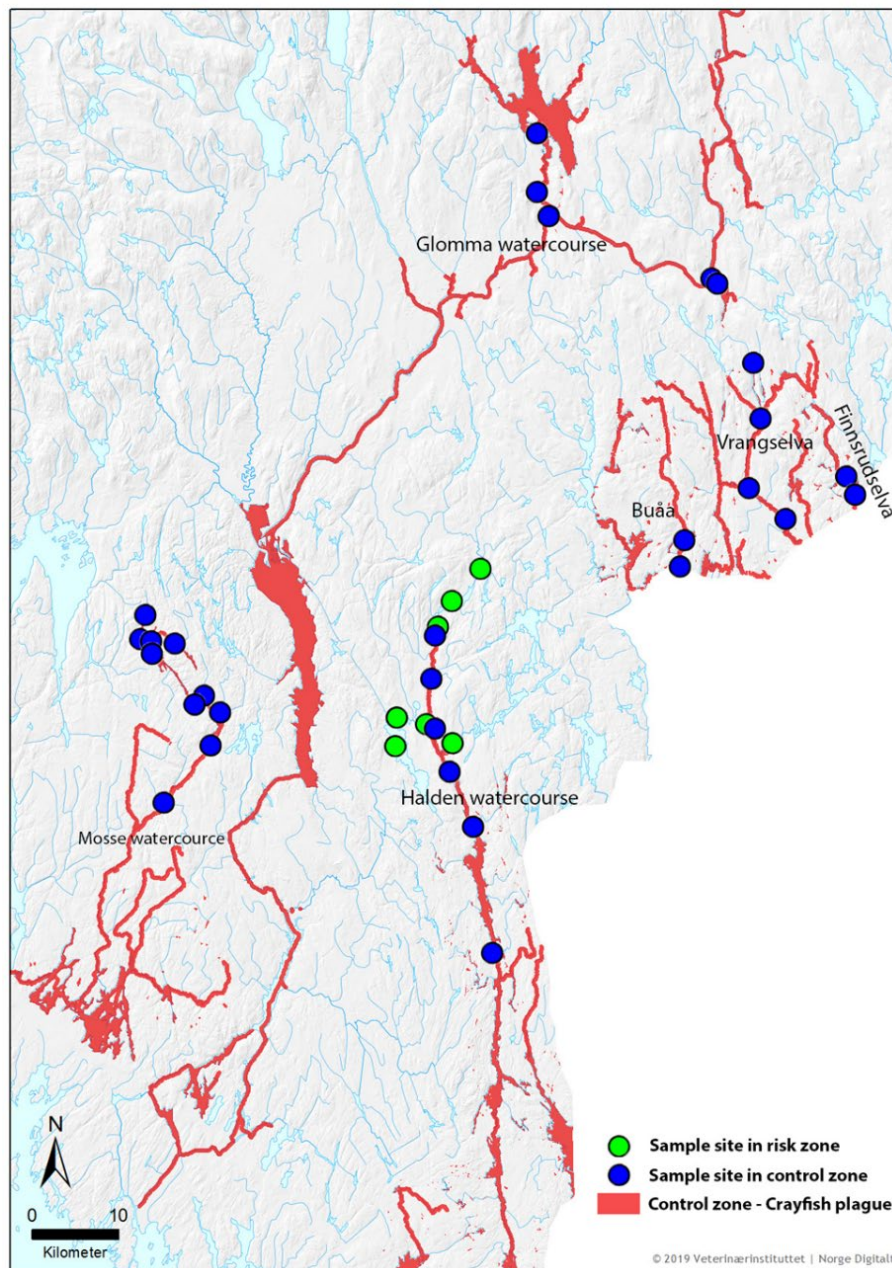 Glomma watercourse
Finnsrudselva
Vrangselva
Buåa
Halden watercourse
Mosse watercource
N
Sample site in risk zone
Sample site in control zone
Control zone - Crayfish plague
0 10
Kilometer
© 2019 Veterinærinstituttet | Norge Digitalt